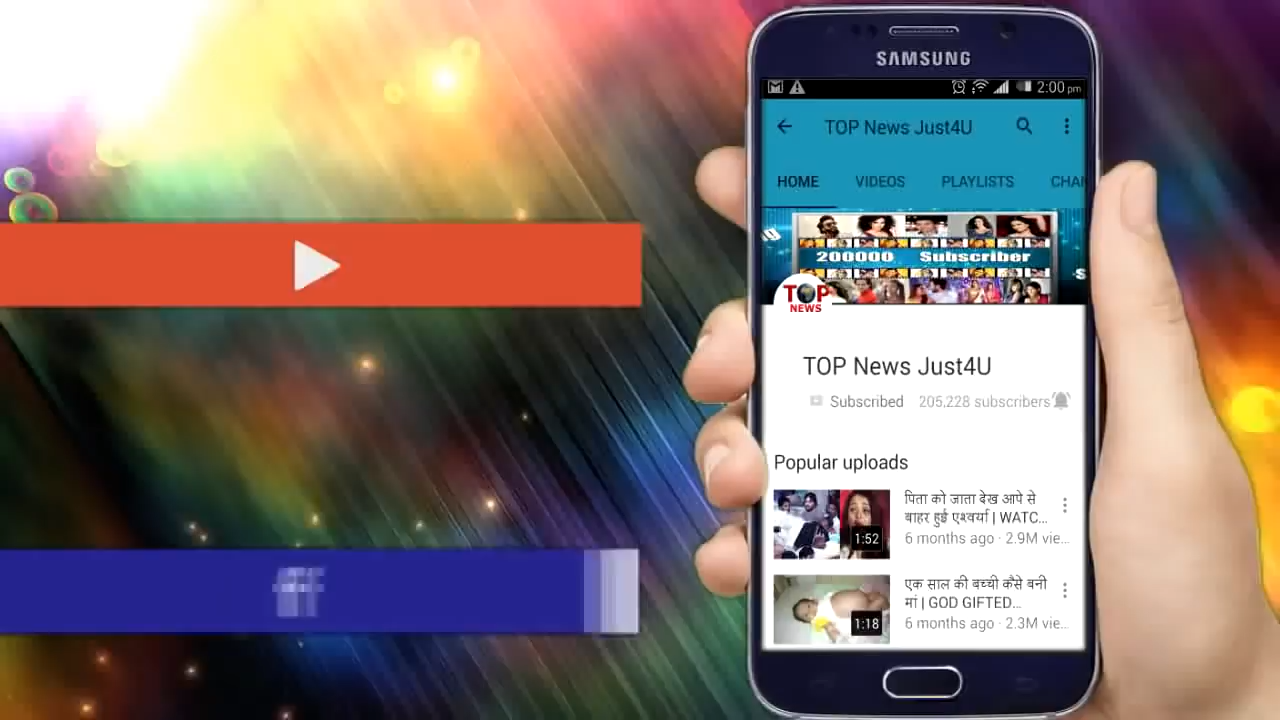 SAMSUNG
2:00 pm
TOP News Just4U
HOME VIDEOS PLAYLISTS CHAN
200000 Subscriber
TOP
NEWS
TOP News Just4U
Subscribed 205,228 subscribers
Popular uploads
पिता को जाता देख आपे से
बाहर हुई एश्वर्या | WATC...
6 months ago · 2.9M vie...
1:52
एक साल की बच्ची कैसे बनी
मां | GOD GIFTED...
6 months ago · 2.3M vie...
1:18